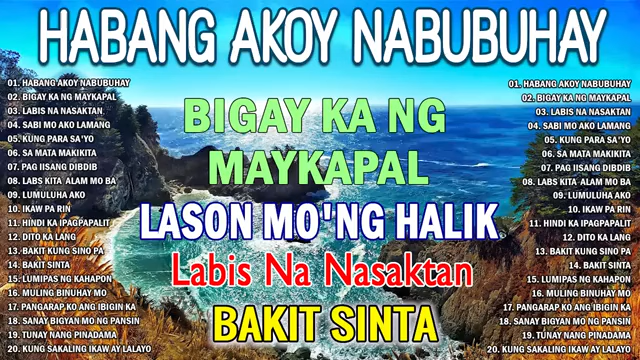 HABANG AKOY NABUBUHAY
01. HABANG AKOY NABUBUHAY
02. BIGAY KA NG MAYKAPAL
03. LABIS NA NASAKTAN
04. SABI MO AKO LAMANG
05. KUNG PARA SA'YO
06. SA MATA MAKIKITA
07. PAG IISANG DIBDIB
08. LABS KITA ALAM MO BA
09. LUMULUHA AKO
10. IKAW PA RIN
11. HINDI KA IPAGPAPALIT
12. DITO KA LANG
13. BAKIT KUNG SINO PA
14. BAKIT SINTA
15. LUMIPAS NG KAHAPON
16. MULING BINUHAY MO
17. PANGARAP KO ANG IBIGIN KA
18. SANAY BIGYAN MO NG PANSIN
19. TUNAY NANG PINADAMA
20. KUNG SAKALING IKAW AY LALAYO
BIGAY KA NG
MAYKAPAL
LASON MO'NG HALIK
Labis Na Nasaktan
BAKIT SINTA
01. HABANG AKOY NABUBUHAY
02. BIGAY KA NG MAYKAPAL
03. LABIS NA NASAKTAN
04. SABI MO AKO LAMANG
05. KUNG PARA SA'YO
06. SA MATA MAKIKITA
07. PAG IISANG DIBDIB
08. LABS KITA ALAM MO BA
09. LUMULUHA AKO
10. IKAW PA RIN
11. HINDI KA IPAGPAPALIT
12. DITO KA LANG
13. BAKIT KUNG SINO PA
14. BAKIT SINTA
15. LUMIPAS NG KAHAPON
16. MULING BINUHAY MO
17. PANGARAP KO ANG IBIGIN KA
18. SANAY BIGYAN MO NG PANSIN
19. TUNAY NANG PINADAMA
20. KUNG SAKALING IKAW AY LALAYO